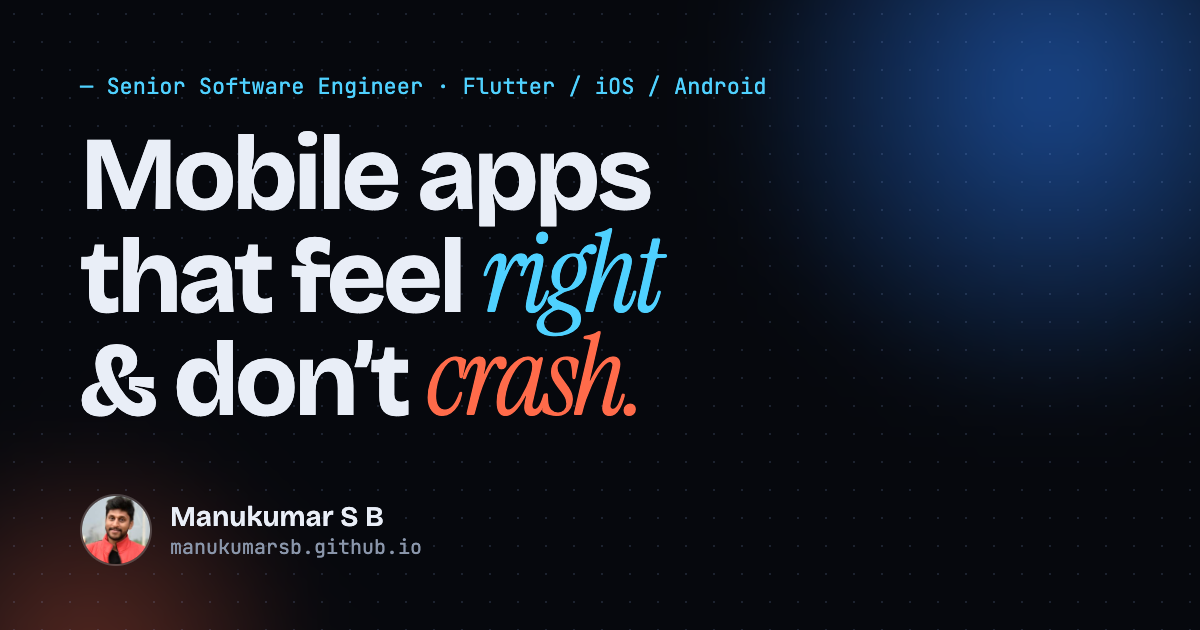 — Senior Software Engineer · Flutter / iOS / Android
Mobile apps
that feel right
& don’t crash.
Manukumar S B
manukumarsb.github.io